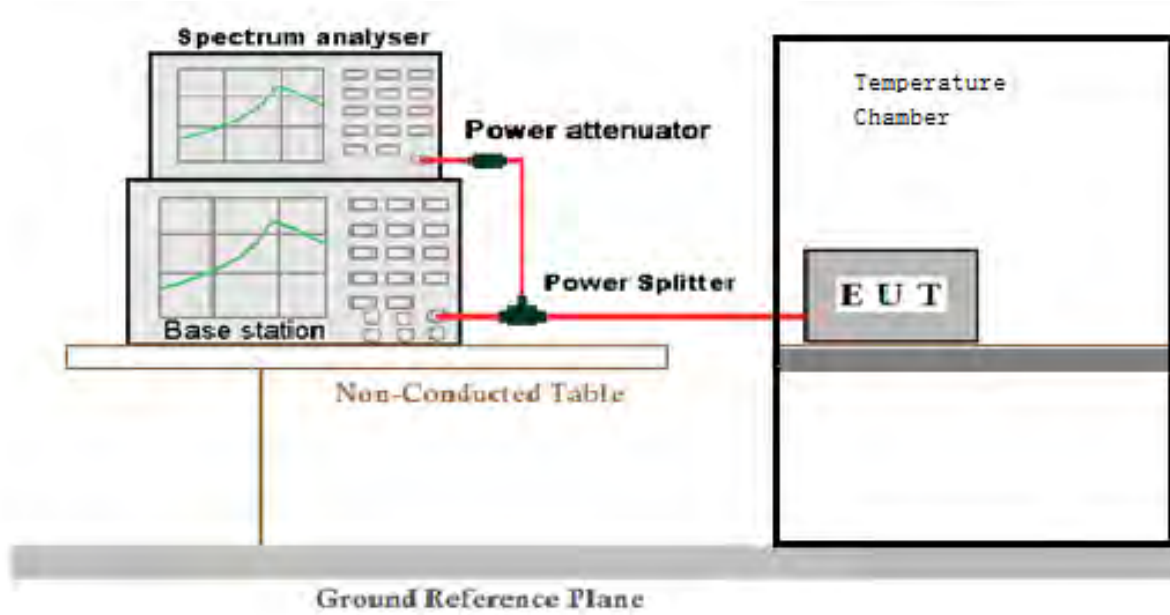 Spectrum analyser
Temperature
Chamber
Power attenuator
Power Splitter
E U T
Base station
Non-Conducted Table
Ground Reference Plane